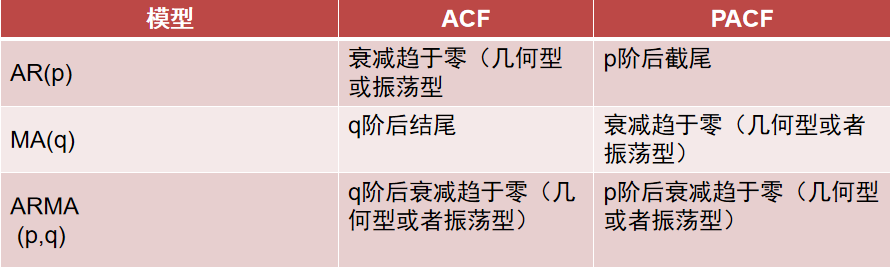 模型 ACF PACF
AR(p) 衰减趋于零（几何型 p阶后截尾
或振荡型
MA(q) q阶后结尾 衰减趋于零（几何型或者
振荡型）
ARMA q阶后衰减趋于零（几 p阶后衰减趋于零（几何型
(p,q) 何型或者振荡型） 或者振荡型）